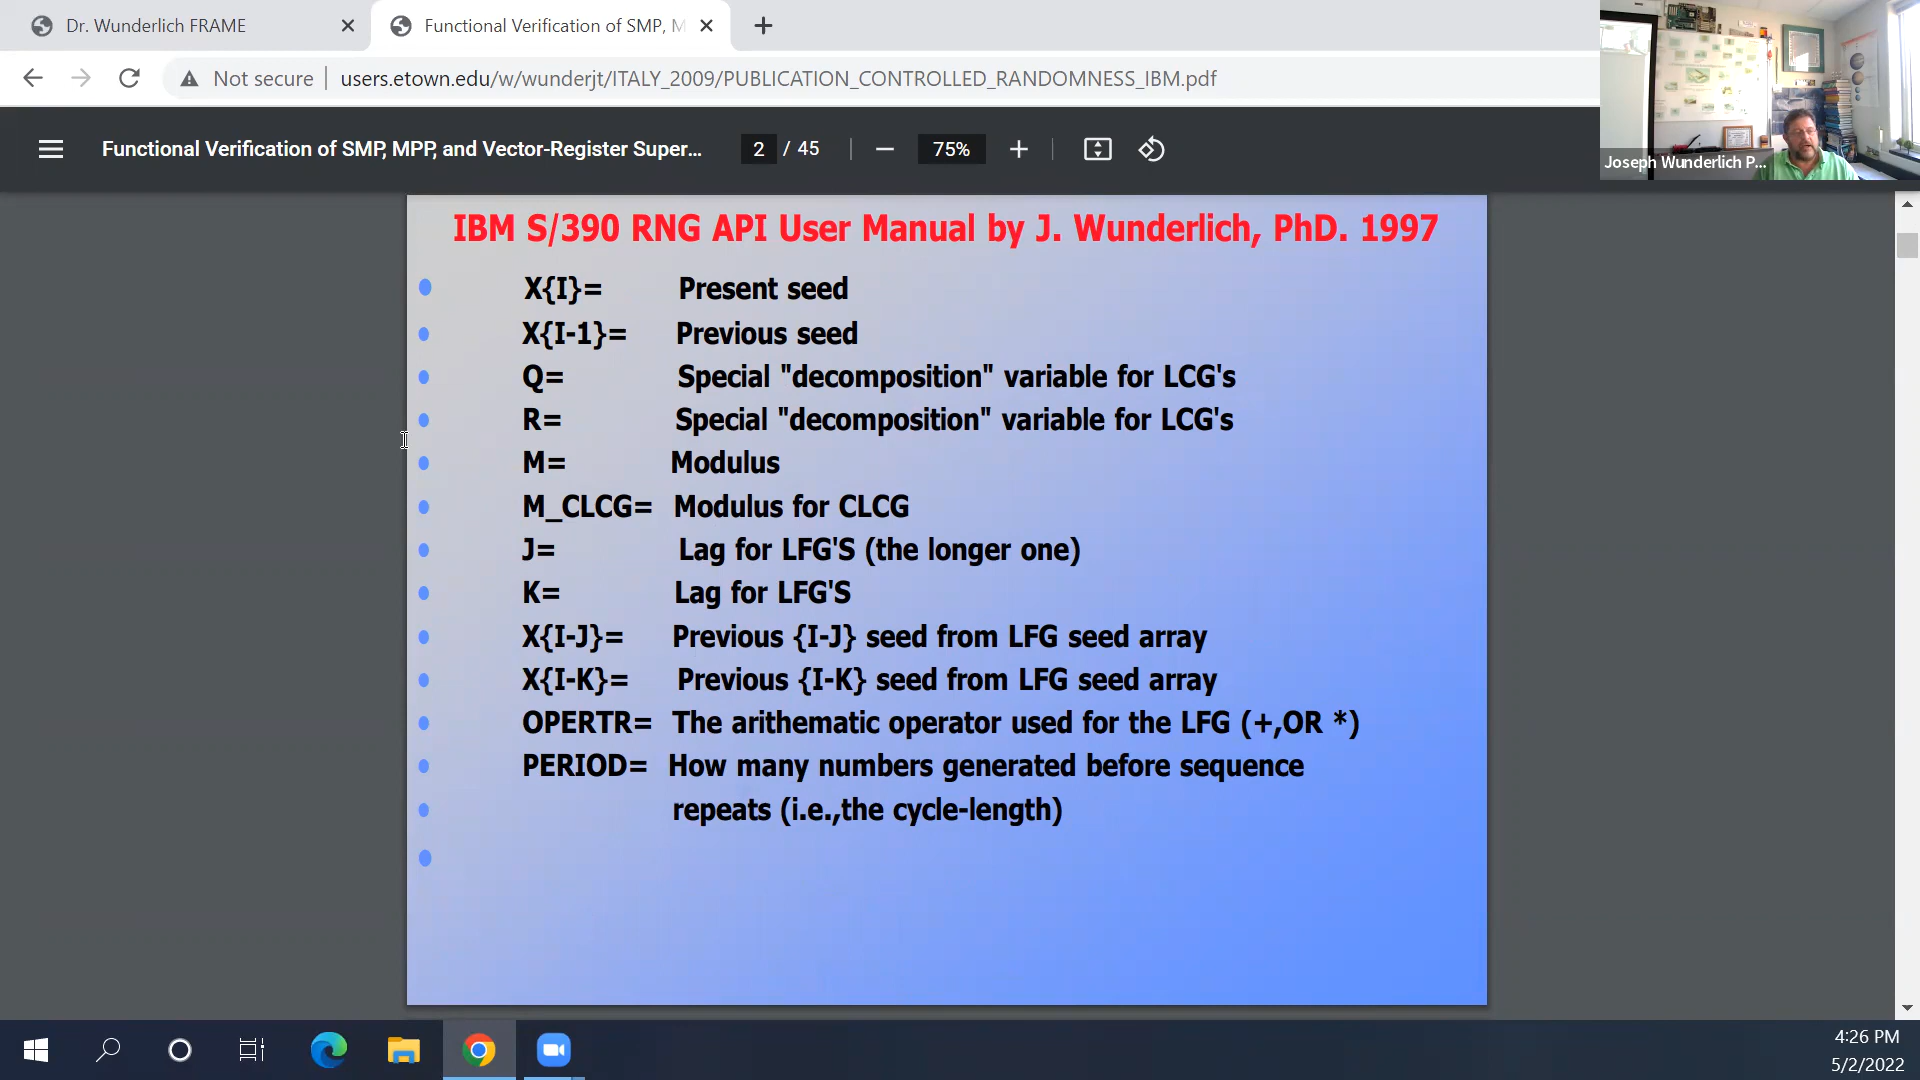 Dr. Wunderlich FRAME
Functional Verification of SMP, M
Not secure
users.etown.edu/w/wunderjt/ITALY_2009/PUBLICATION_CONTROLLED_RANDOMNESS_IBM.pdf
Functional Verification of SMP, MPP, and Vector-Register Super...
2 / 45
75%
Joseph Wunderlich P...
IBM S/390 RNG API User Manual by J. Wunderlich, PhD. 1997
X{I}= Present seed
X{I-1}= Previous seed
Q= Special "decomposition" variable for LCG's
R= Special "decomposition" variable for LCG's
M= Modulus
M_CLCG= Modulus for CLCG
J= Lag for LFG'S (the longer one)
K= Lag for LFG'S
X{I-J}= Previous {I-J} seed from LFG seed array
X{I-K}= Previous {I-K} seed from LFG seed array
OPERTR= The arithematic operator used for the LFG (+,OR *)
PERIOD= How many numbers generated before sequence
repeats (i.e.,the cycle-length)
4:26 PM
5/2/2022